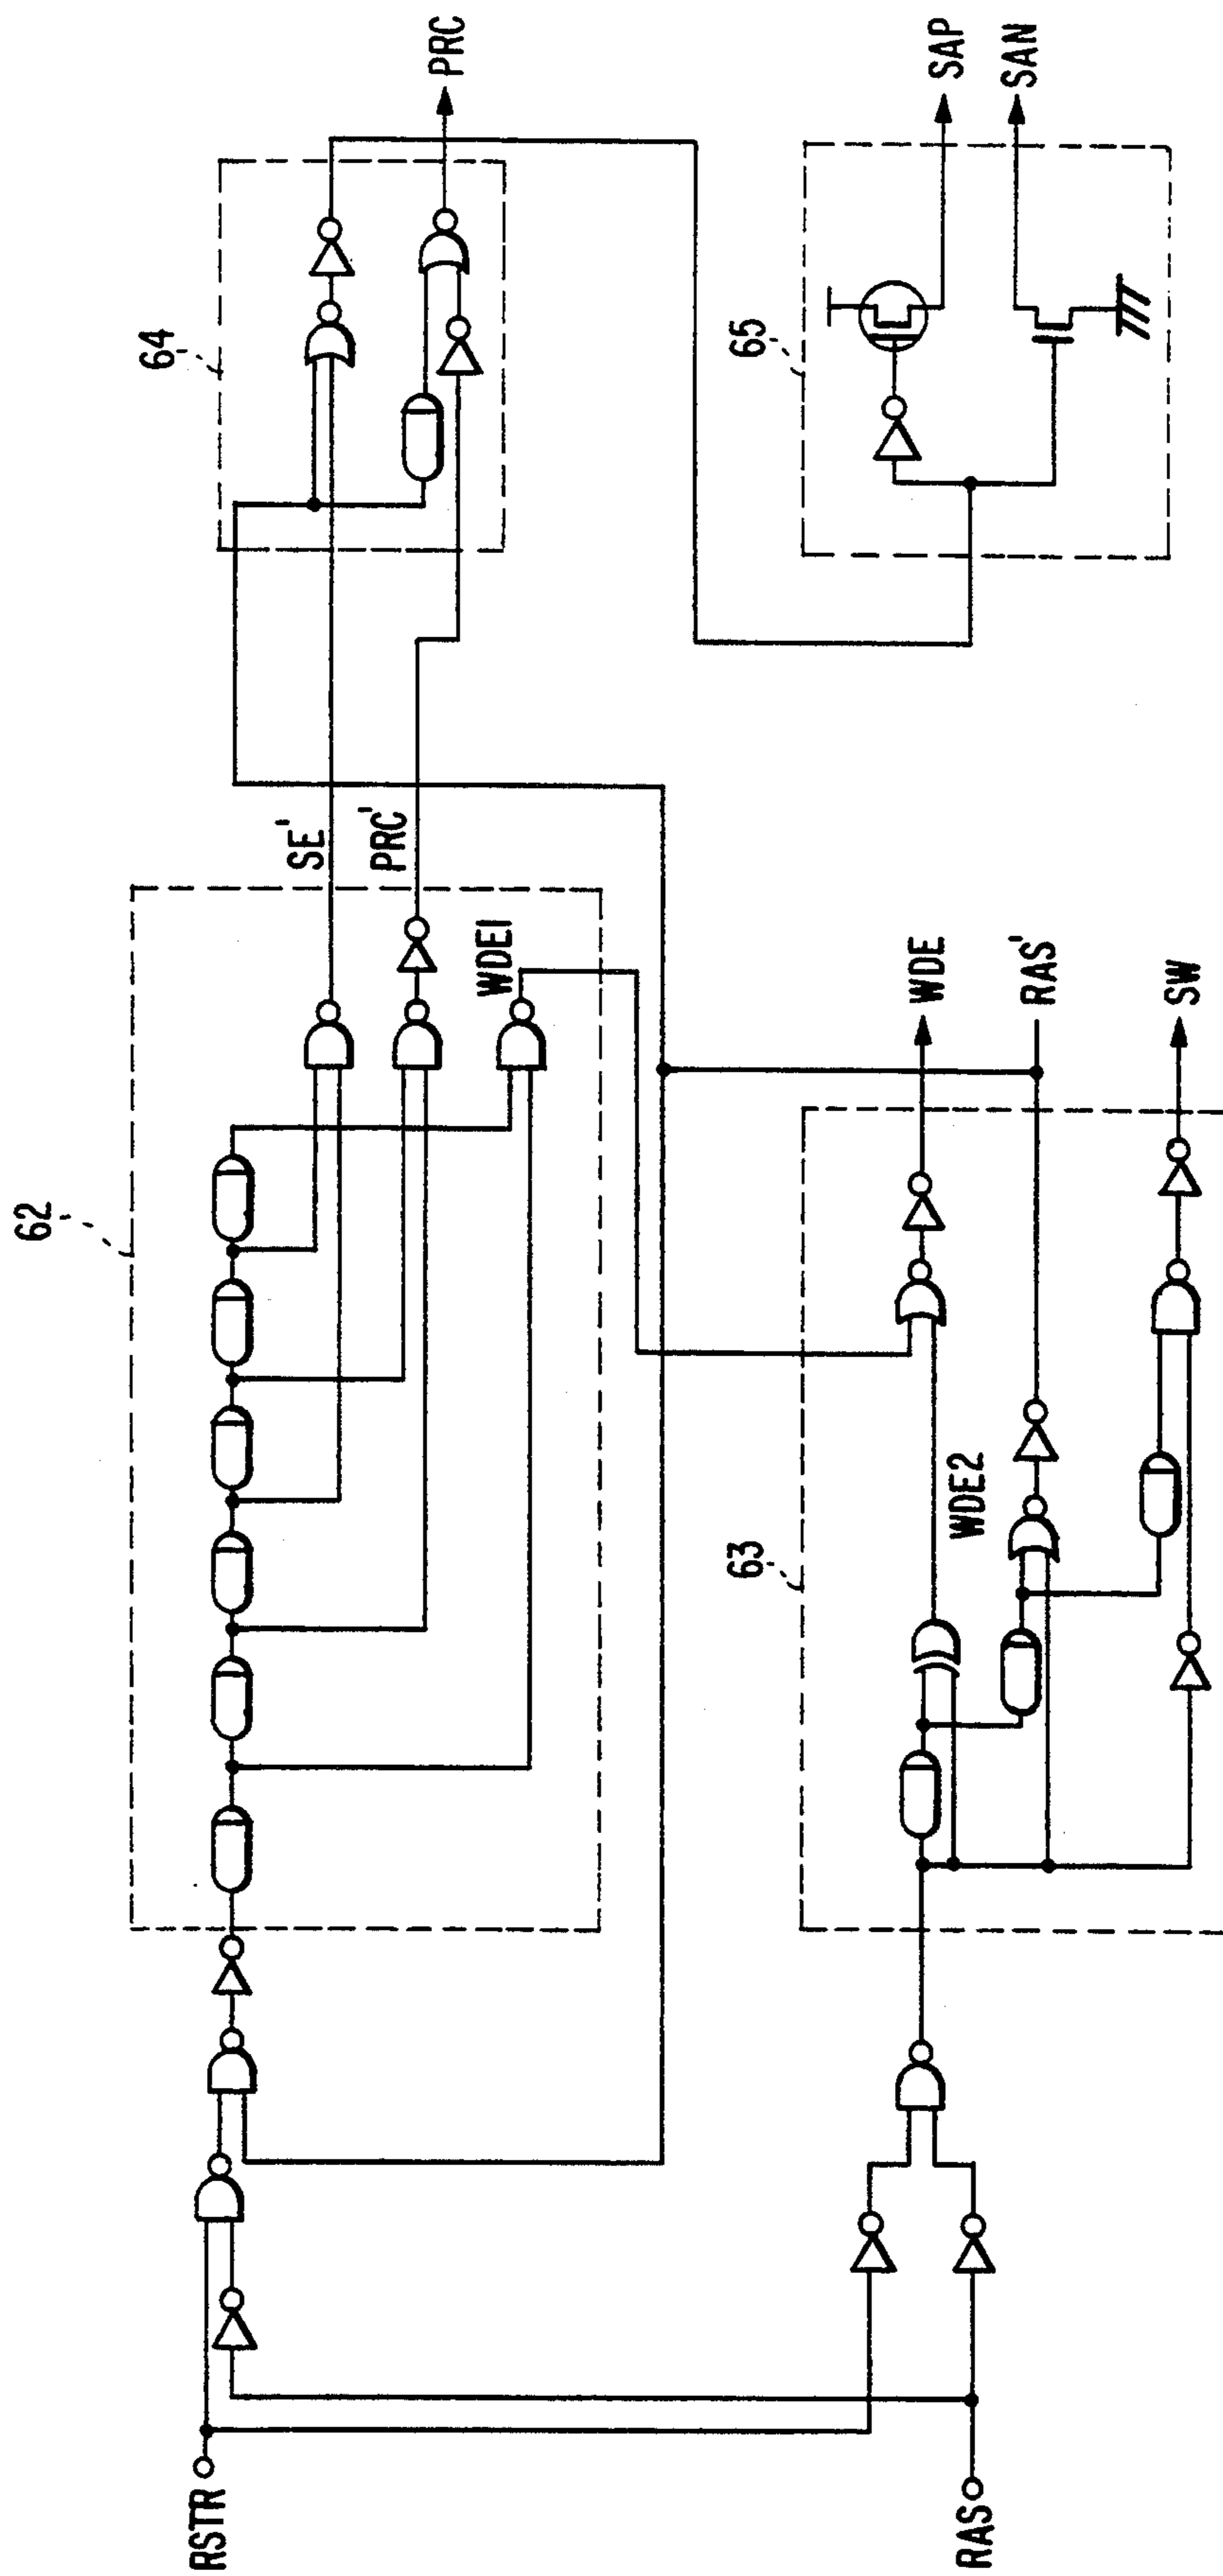 RSTR
RAS
62
SE'
PRC'
WDE1
64
PRC
63
WDE2
WDE
RAS'
SW
65
SAP
SAN